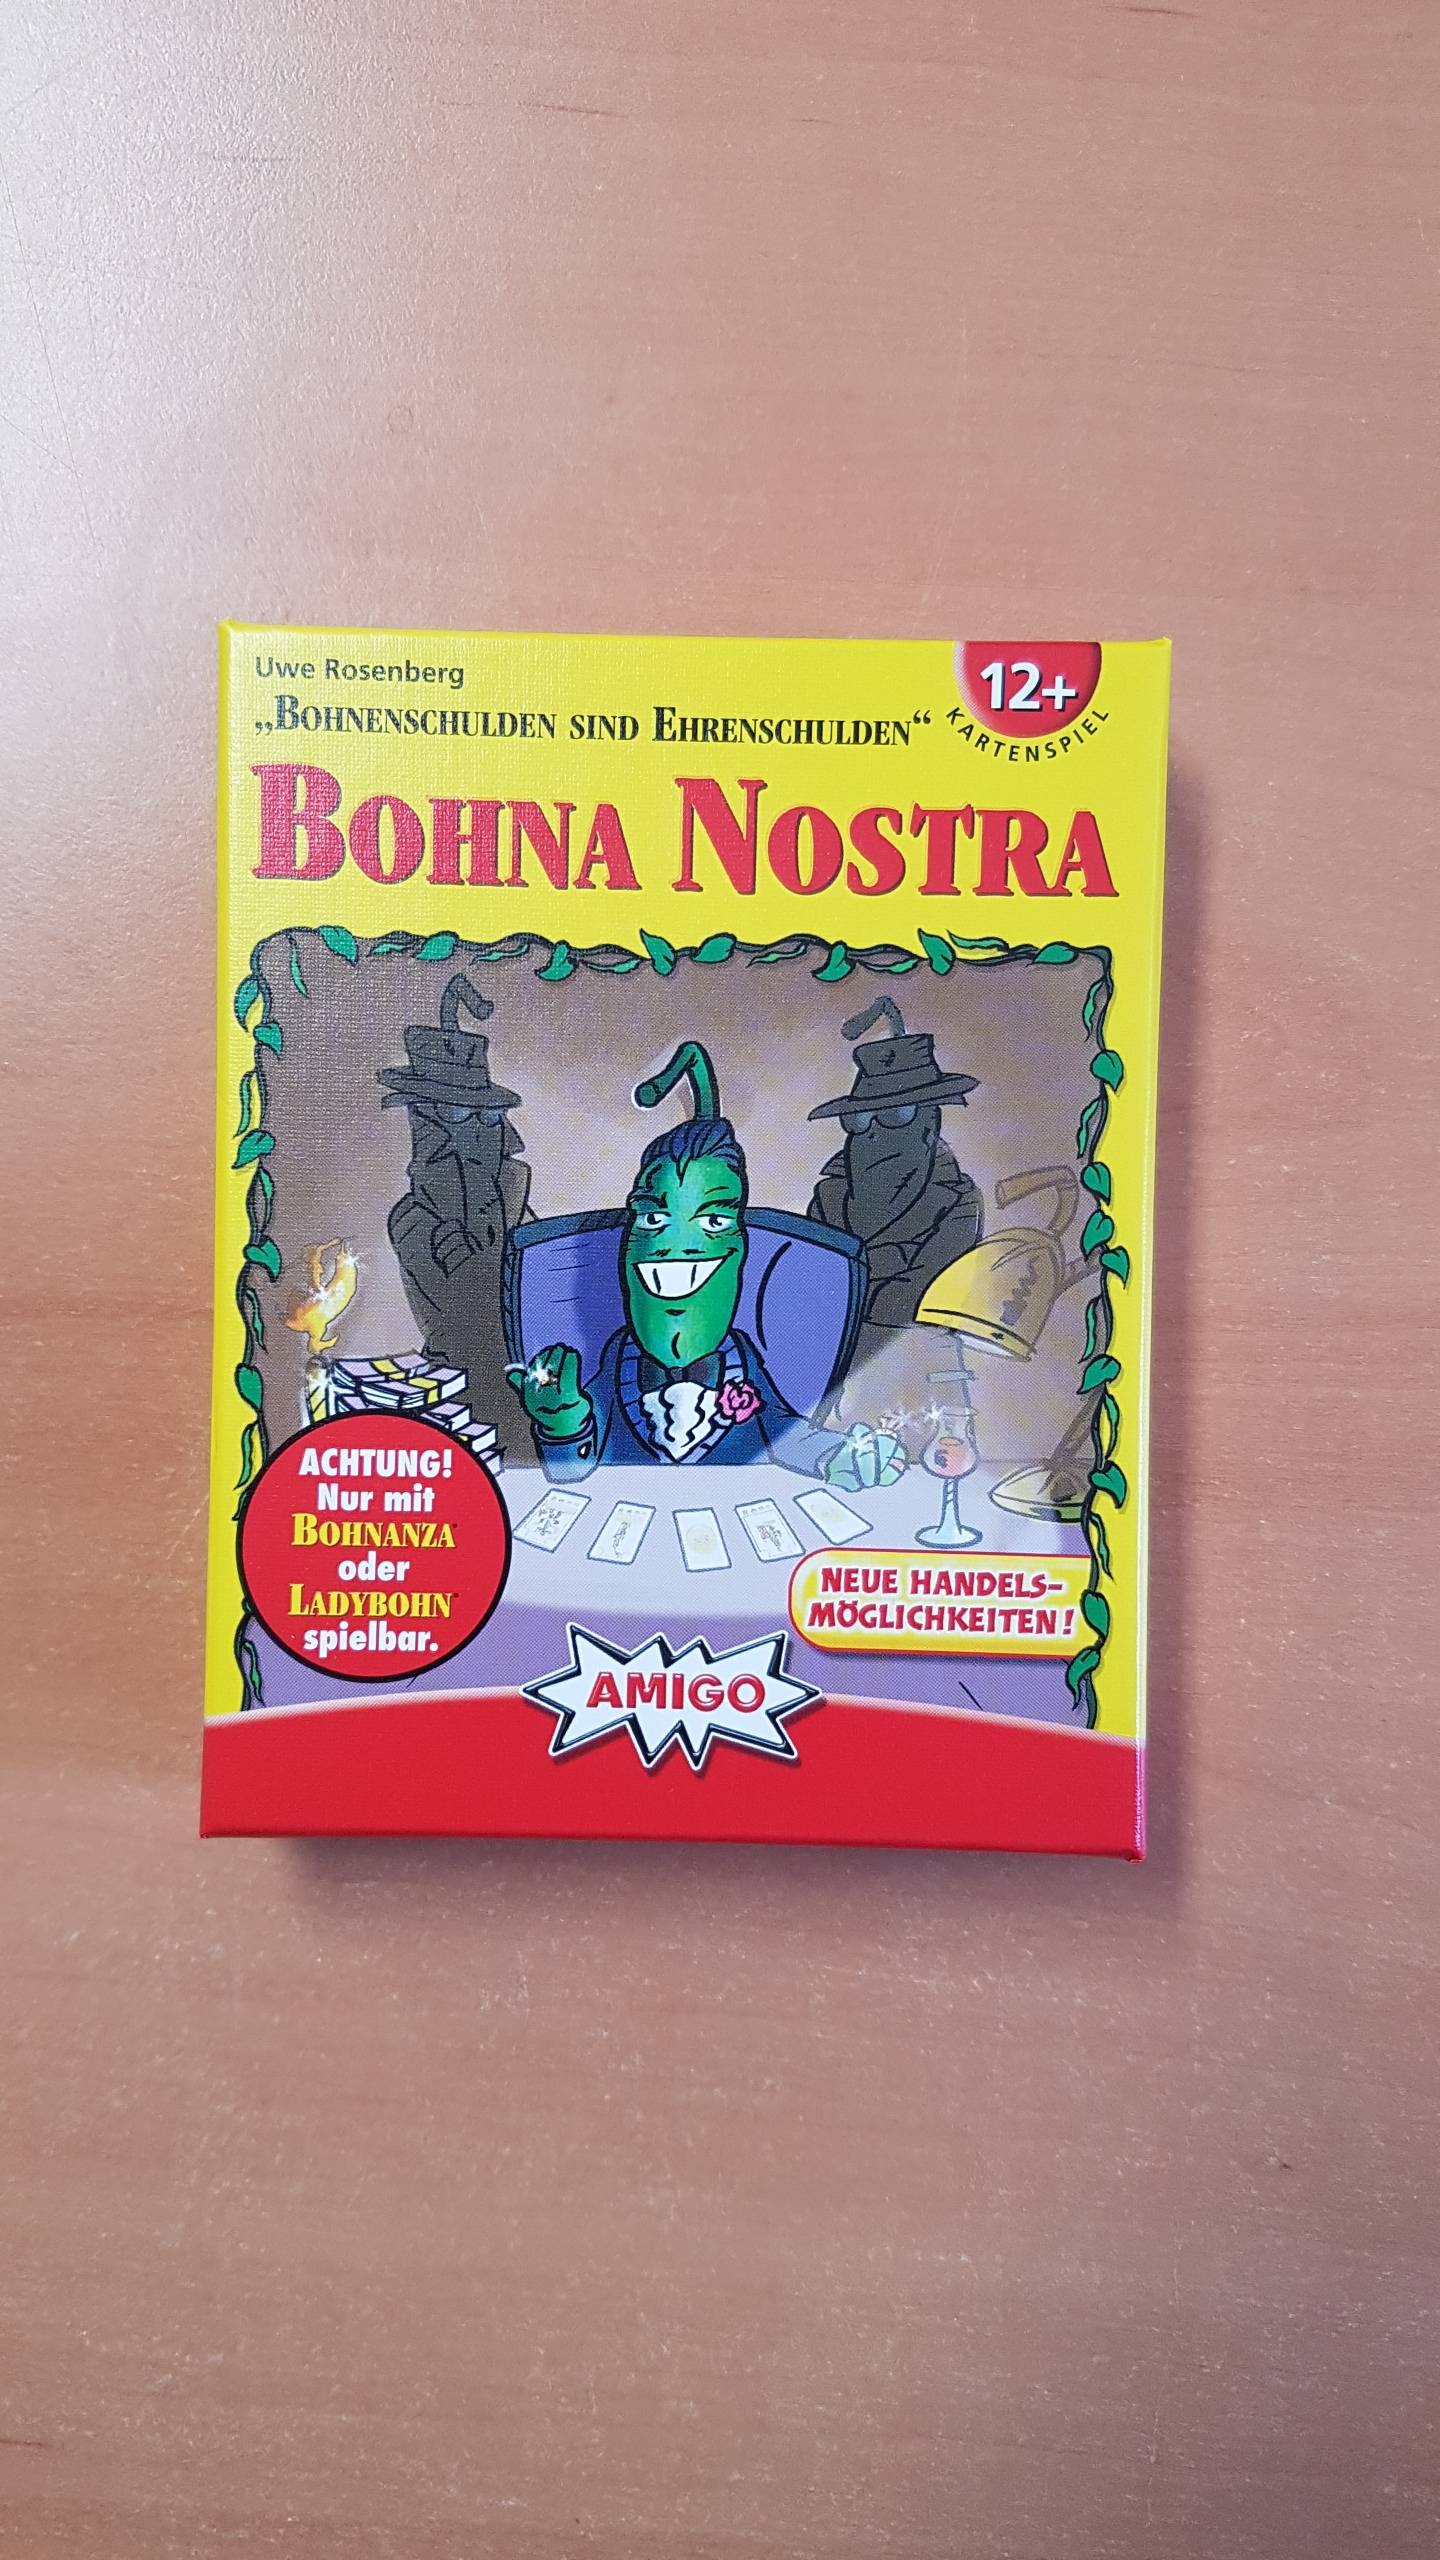 Uwe Rosenberg
„BOHNENSCHULDEN SIND EHRENSCHULDEN“
12+
KARTENSPIEL
BOHNA NOSTRA
ACHTUNG!
Nur mit
BOHNANZA
oder
LADYBOHN
spielbar.
NEUE HANDELS-
MÖGLICHKEITEN!
AMIGO